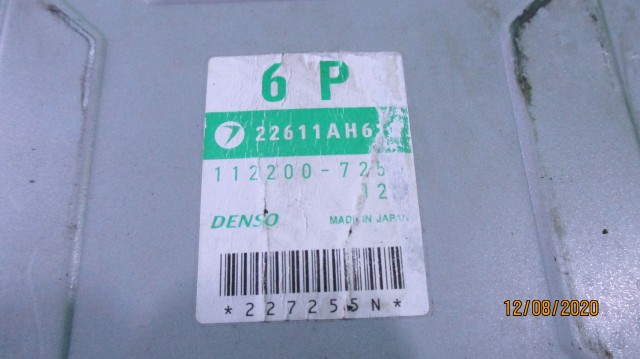 6 P
22611AH6
112200-725
12
DENSO MADE IN JAPAN
*227255N*
12/08/2020